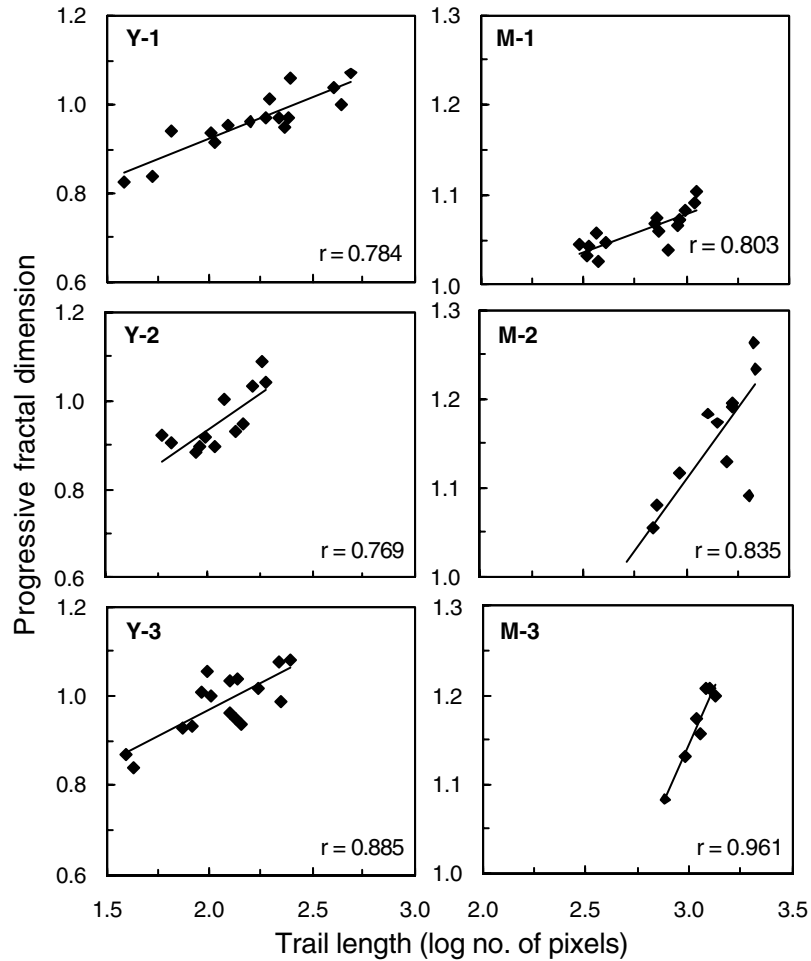 Progressive fractal dimension
1.2
1.0
0.8
0.6
Y-1
r = 0.784
1.3
1.2
1.1
1.0
M-1
r = 0.803
1.2
1.0
0.8
0.6
Y-2
r = 0.769
1.3
1.2
1.1
1.0
M-2
r = 0.835
1.2
1.0
0.8
0.6
Y-3
r = 0.885
1.3
1.2
1.1
1.0
M-3
r = 0.961
1.5 2.0 2.5 3.0
2.0 2.5 3.0 3.5
Trail length (log no. of pixels)